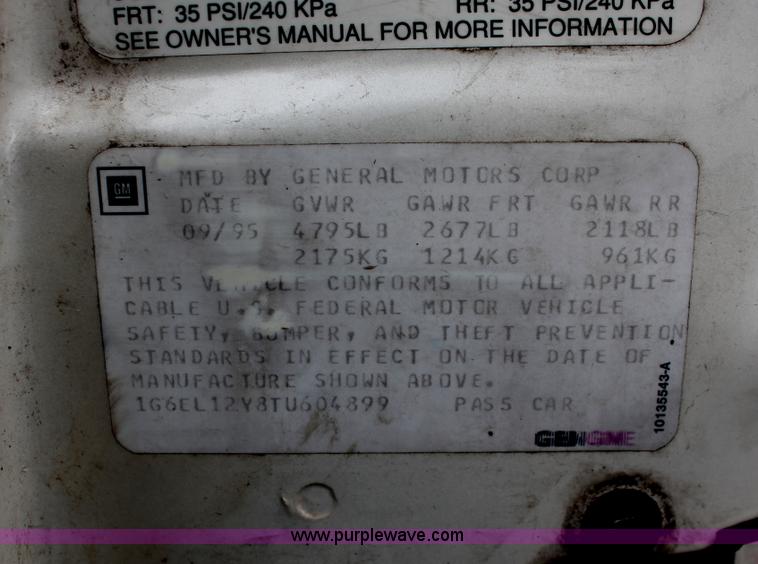 FRT: 35 PSI/240 KPa RR: 35 PSI/240 KPa
SEE OWNER'S MANUAL FOR MORE INFORMATION
GM
MFD BY GENERAL MOTORS CORP
DATE GVWR GAWR FRT GAWR RR
09/95 4795LB 2677LB 2118LB
2175KG 1214KG 961KG
THIS VEHICLE CONFORMS TO ALL APPLI-
CABLE U.S. FEDERAL MOTOR VEHICLE
SAFETY, BUMPER, AND THEFT PREVENTION
STANDARDS IN EFFECT ON THE DATE OF
MANUFACTURE SHOWN ABOVE.
1G6EL12Y8TU604899 PASS CAR
10135543-A
www.purplewave.com